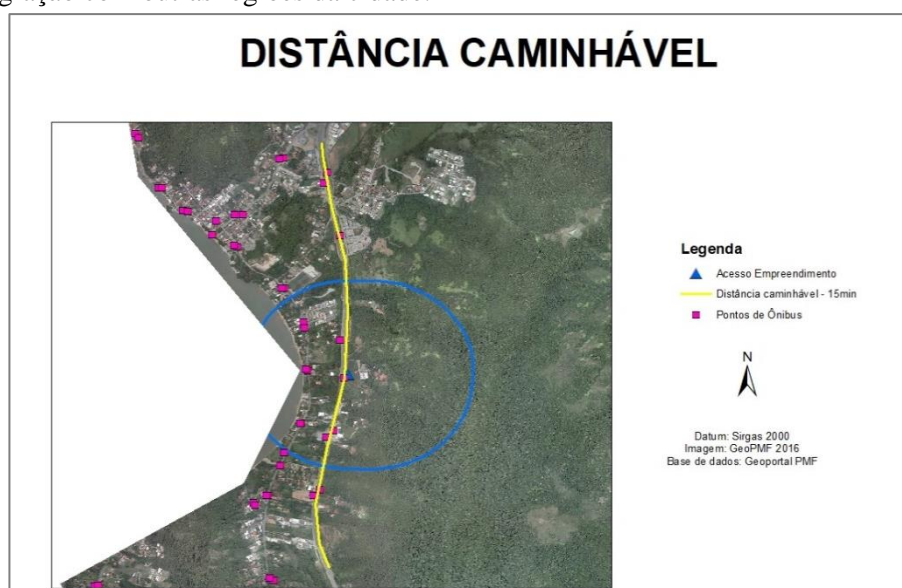 DISTÂNCIA CAMINHÁVEL
Legenda
Acesso Empreendimento
Distância caminhável - 15min
Pontos de Ônibus
N
Datum: Sirgas 2000
Imagem: GeoPMF 2016
Base de dados: Geoportal PMF